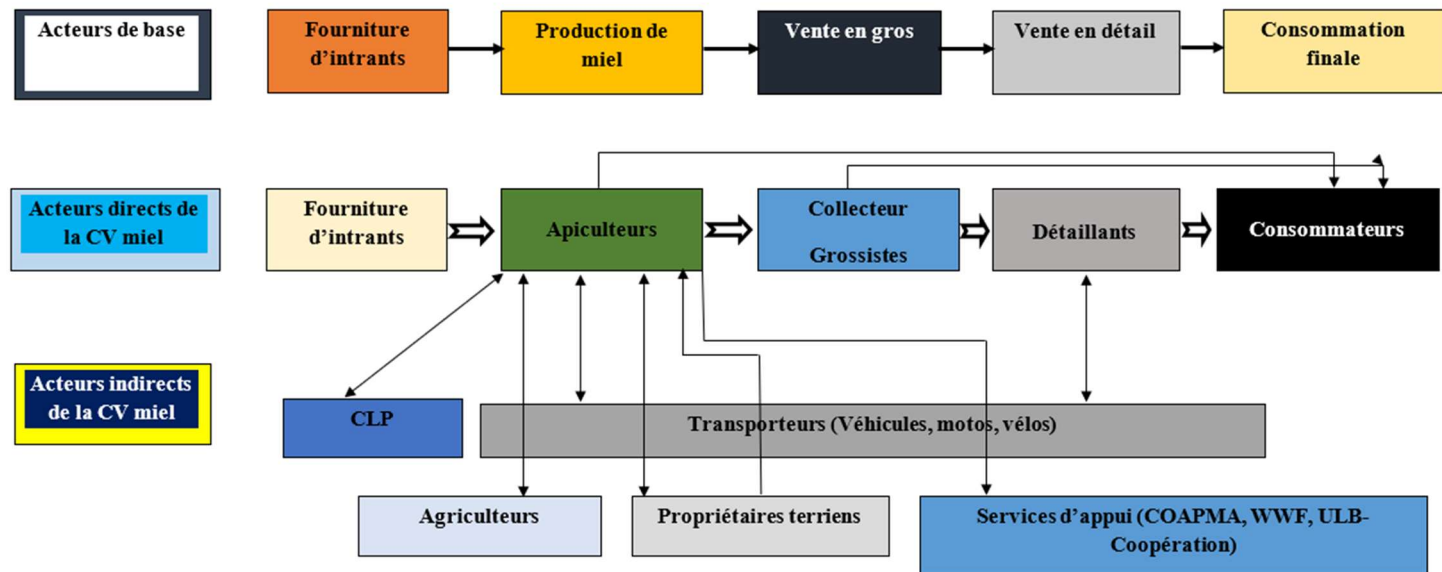 Acteurs de base
Fourniture
d’intrants
Production de
miel
Vente en gros
Vente en détail
Consommation
finale
Acteurs directs de
la CV miel
Fourniture
d’intrants
Apiculteurs
Collecteur
Grossistes
Détaillants
Consommateurs
Acteurs indirects
de la CV miel
CLP
Transporteurs (Véhicules, motos, vélos)
Agriculteurs
Propriétaires terriens
Services d’appui (COAPMA, WWF, ULB-
Coopération)